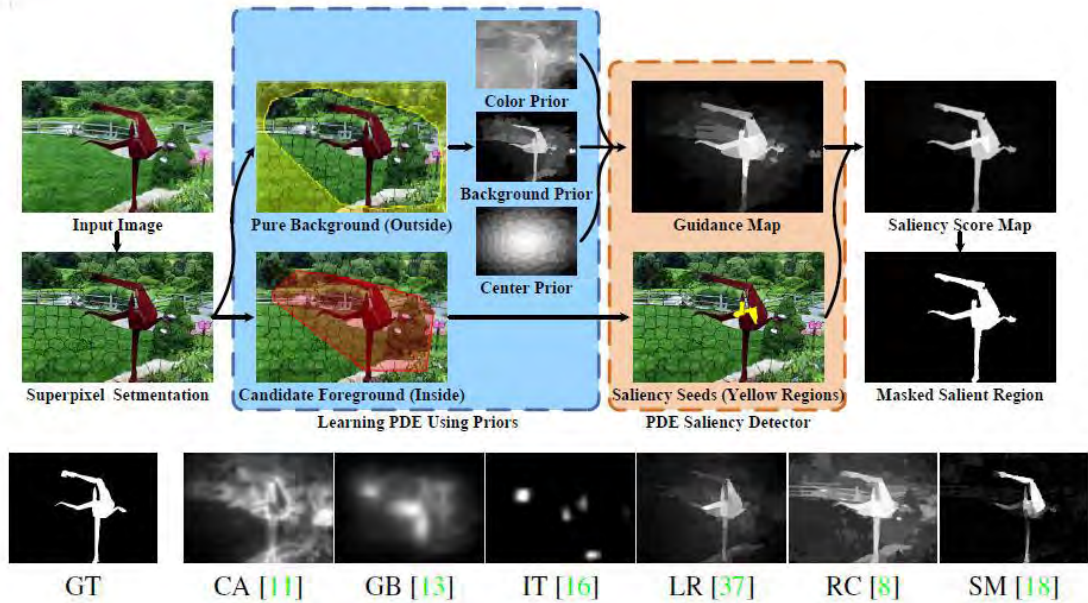 Color Prior
Input Image
Pure Background (Outside)
Background Prior
Guidance Map
Saliency Score Map
Center Prior
Superpixel Setmentation
Candidate Foreground (Inside)
Saliency Seeds (Yellow Regions)
Masked Salient Region
Learning PDE Using Priors
PDE Saliency Detector
GT
CA [11]
GB [13]
IT [16]
LR [37]
RC [8]
SM [18]